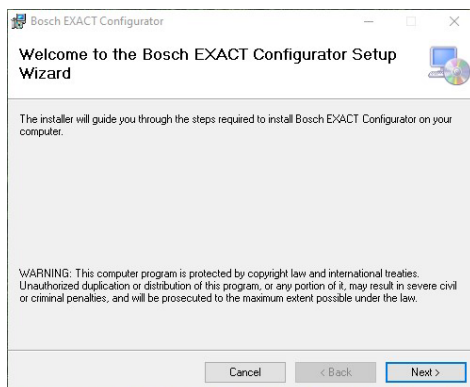 Bosch EXACT Configurator
Welcome to the Bosch EXACT Configurator Setup
Wizard
The installer will guide you through the steps required to install Bosch EXACT Configurator on your
computer.
WARNING: This computer program is protected by copyright law and international treaties.
Unauthorized duplication or distribution of this program, or any portion of it, may result in severe civil
or criminal penalties, and will be prosecuted to the maximum extent possible under the law.
Cancel
< Back
Next >